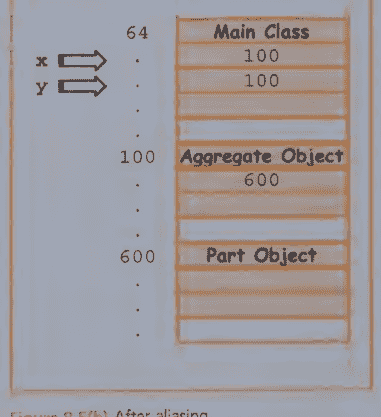 64 Main Class
x 100
y 100
100 Aggregate Object
600
600 Part Object
After aliasing